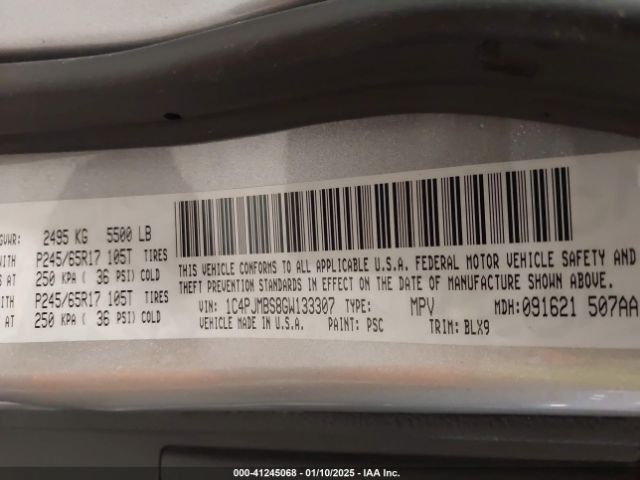 GVWR: 2495 KG 5500 LB
WITH P245/65R17 105T TIRES
250 KPA ( 36 PSI) COLD
WITH P245/65R17 105T TIRES
AT 250 KPA ( 36 PSI) COLD
THIS VEHICLE CONFORMS TO ALL APPLICABLE U.S.A. FEDERAL MOTOR VEHICLE SAFETY AND
THEFT PREVENTION STANDARDS IN EFFECT ON THE DATE OF MANUFACTURE SHOWN ABOVE.
VIN: 1C4PJMBS8GW133307 TYPE: MPV MDH: 091621 507AA
VEHICLE MADE IN U.S.A. PAINT: PSC TRIM: BLX9
000-41245068 - 01/10/2025 - IAA Inc.